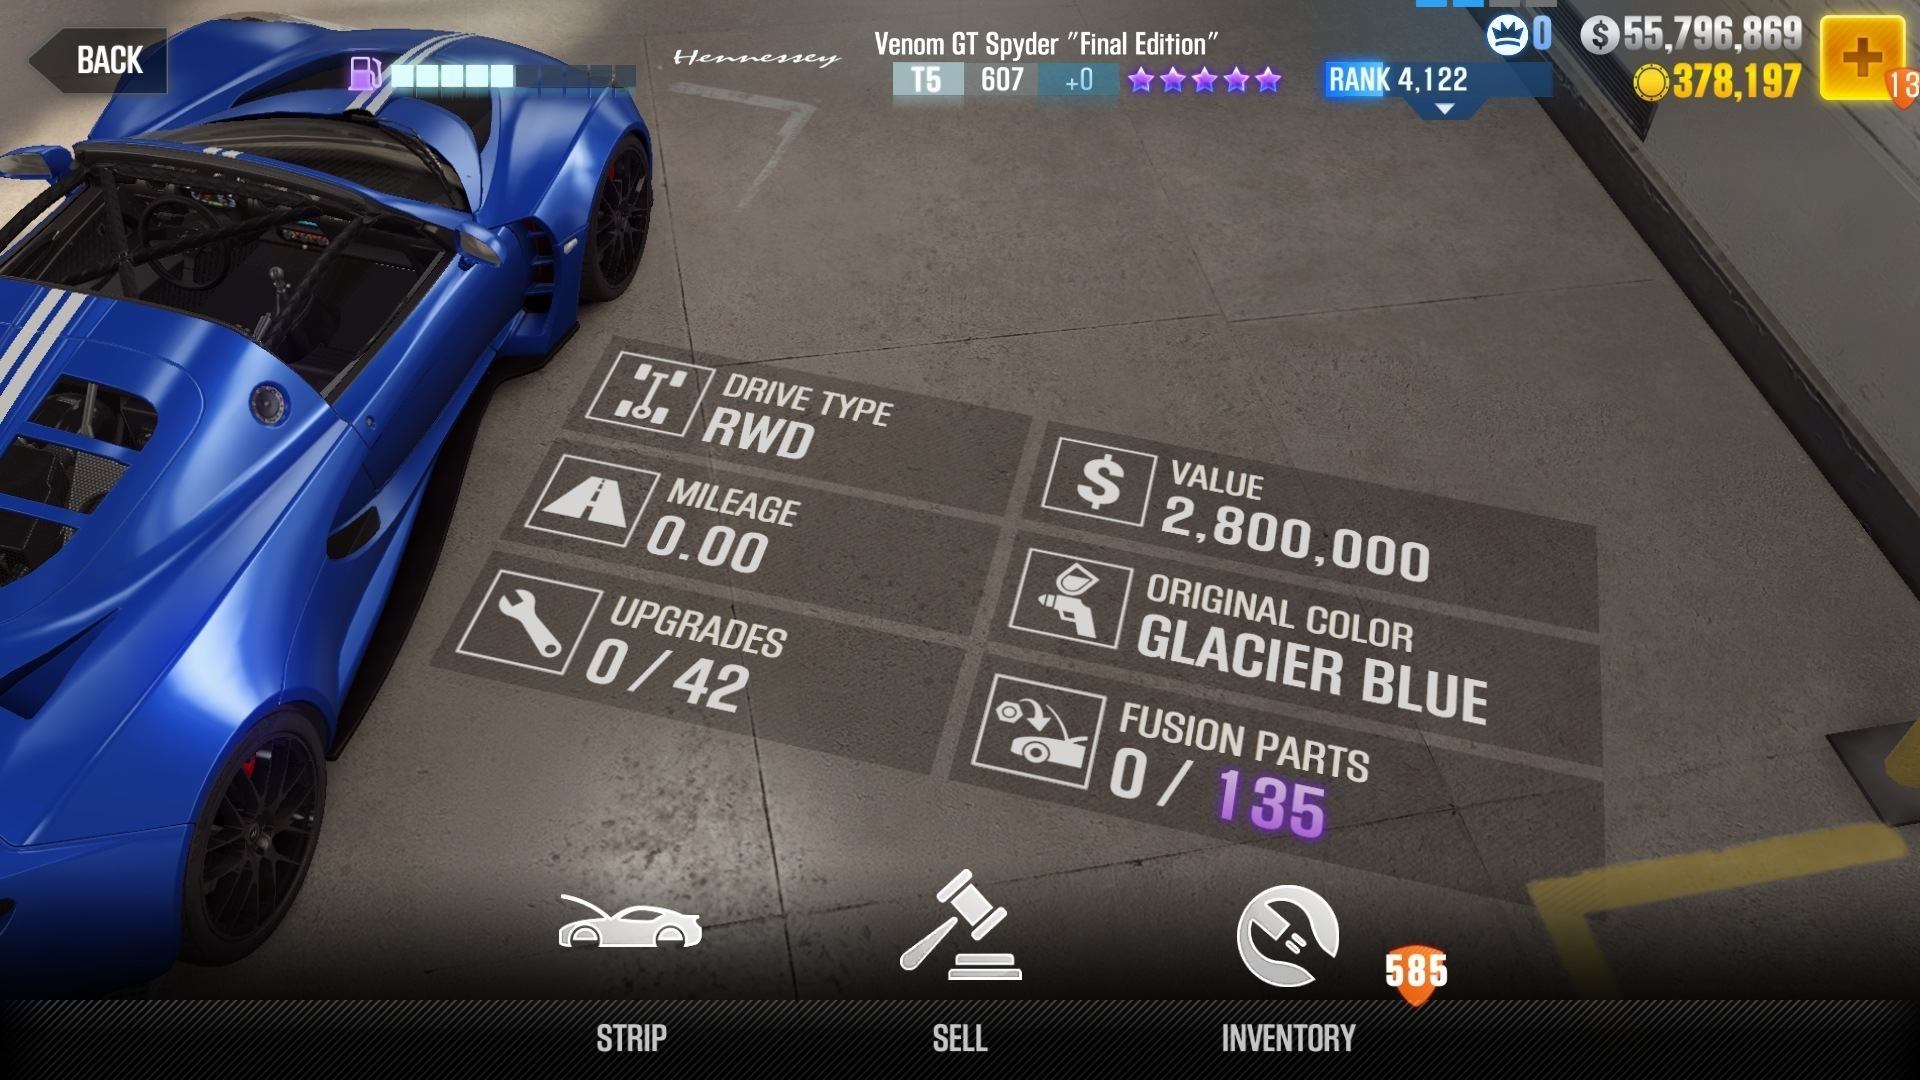 BACK
Hennessey
Venom GT Spyder "Final Edition"
T5 607 +0
RANK 4,122
0
$ 55,796,869
378,197
13
DRIVE TYPE
RWD
MILEAGE
0.00
UPGRADES
0 / 42
$ VALUE
2,800,000
ORIGINAL COLOR
GLACIER BLUE
FUSION PARTS
0 / 135
585
STRIP
SELL
INVENTORY